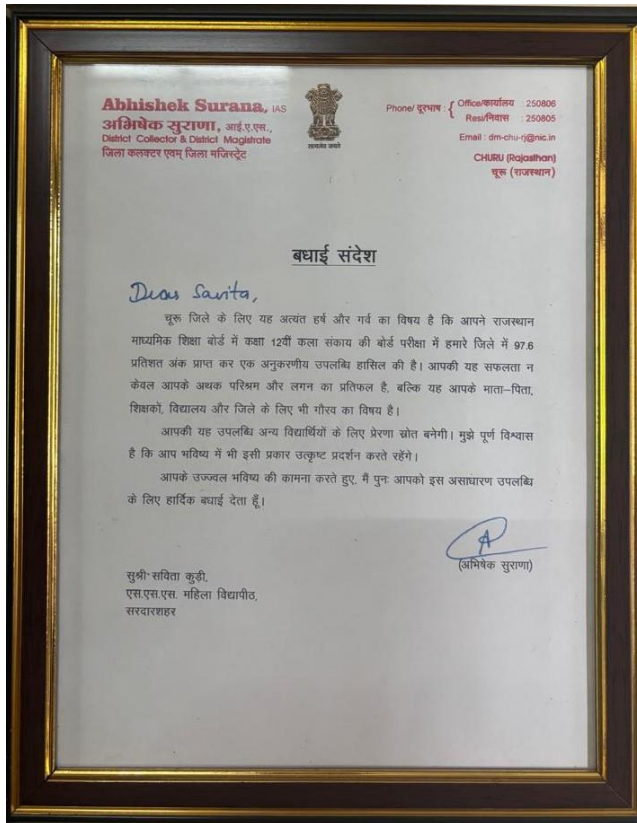 Abhishek Surana, IAS
अभिषेक सुराणा, आई.ए.एस.,
District Collector & District Magistrate
जिला कलक्टर एवम् जिला मजिस्ट्रेट
सत्यमेव जयते
Phone/ दूरभाष : { Office/कार्यालय : 250806
Resi/निवास : 250805
Email : dm-chu-rj@nic.in
CHURU (Rajasthan)
चूरू (राजस्थान)
बधाई संदेश
Dear Savita,
चूरू जिले के लिए यह अत्यंत हर्ष और गर्व का विषय है कि आपने राजस्थान
माध्यमिक शिक्षा बोर्ड में कक्षा 12वीं कला संकाय की बोर्ड परीक्षा में हमारे जिले में 97.6
प्रतिशत अंक प्राप्त कर एक अनुकरणीय उपलब्धि हासिल की है। आपकी यह सफलता न
केवल आपके अथक परिश्रम और लगन का प्रतिफल है, बल्कि यह आपके माता–पिता,
शिक्षकों, विद्यालय और जिले के लिए भी गौरव का विषय है।
आपकी यह उपलब्धि अन्य विद्यार्थियों के लिए प्रेरणा स्रोत बनेगी। मुझे पूर्ण विश्वास
है कि आप भविष्य में भी इसी प्रकार उत्कृष्ट प्रदर्शन करते रहेंगे।
आपके उज्ज्वल भविष्य की कामना करते हुए, मैं पुनः आपको इस असाधारण उपलब्धि
के लिए हार्दिक बधाई देता हूँ।
(अभिषेक सुराणा)
सुश्री सविता कुड़ी,
एस.एस.एस. महिला विद्यापीठ,
सरदारशहर